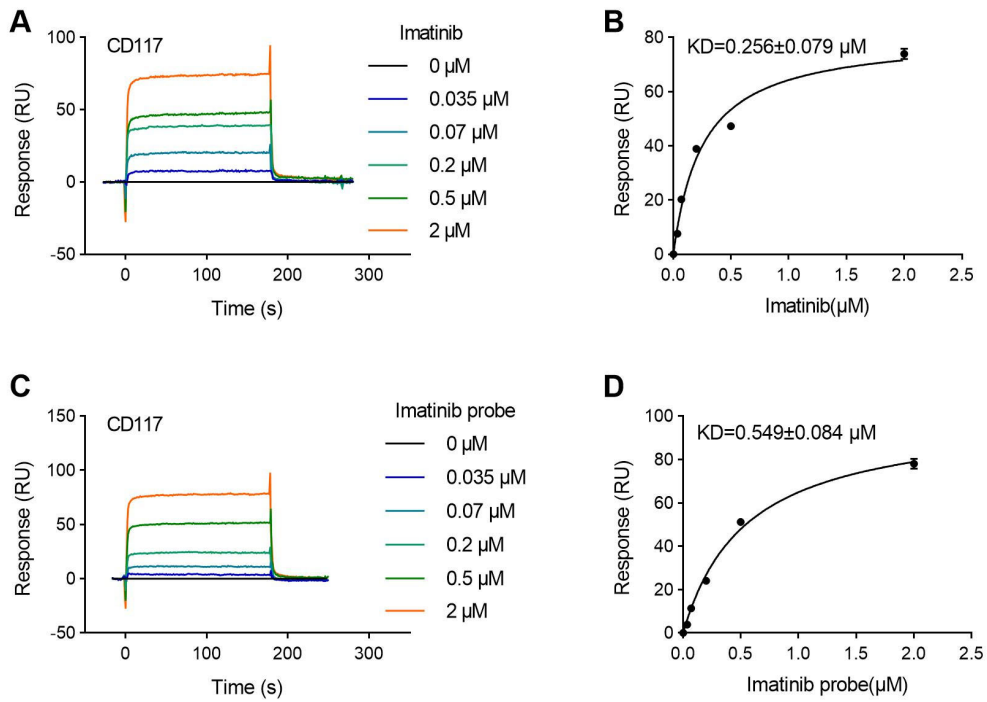 A
CD117
Imatinib
0 µM
0.035 µM
0.07 µM
0.2 µM
0.5 µM
2 µM
100
50
0
-50
Response (RU)
0
100
200
300
Time (s)
B
KD=0.256±0.079 µM
80
60
40
20
0
Response (RU)
0.0
0.5
1.0
1.5
2.0
2.5
Imatinib(µM)
C
CD117
Imatinib probe
0 µM
0.035 µM
0.07 µM
0.2 µM
0.5 µM
2 µM
150
100
50
0
-50
Response (RU)
0
100
200
300
Time (s)
D
KD=0.549±0.084 µM
100
80
60
40
20
0
Response (RU)
0.0
0.5
1.0
1.5
2.0
2.5
Imatinib probe(µM)